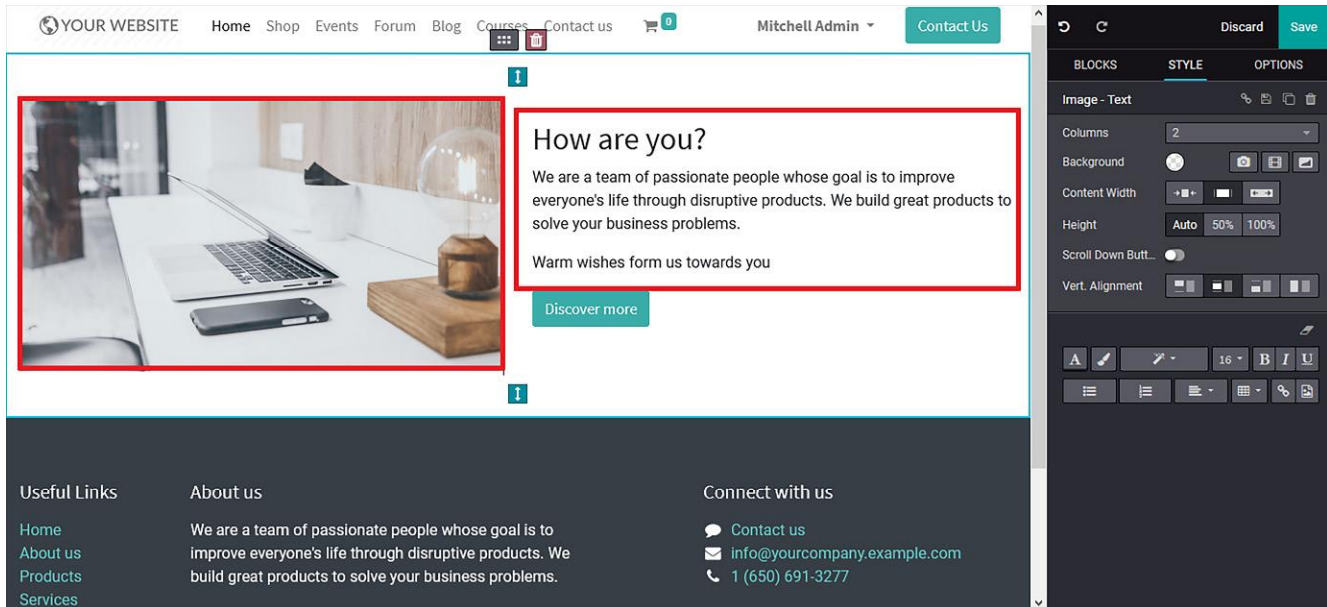 YOUR WEBSITE Home Shop Events Forum Blog Courses Contact us 0 Mitchell Admin Contact Us
Discard Save
BLOCKS STYLE OPTIONS
Image - Text
Columns 2
Background
Content Width
Height Auto 50% 100%
Scroll Down Butt...
Vert. Alignment
A 16 B I U
How are you?
We are a team of passionate people whose goal is to improve
everyone's life through disruptive products. We build great products to
solve your business problems.
Warm wishes form us towards you
Discover more
Useful Links
Home
About us
Products
Services
About us
We are a team of passionate people whose goal is to
improve everyone's life through disruptive products. We
build great products to solve your business problems.
Connect with us
Contact us
info@yourcompany.example.com
1 (650) 691-3277